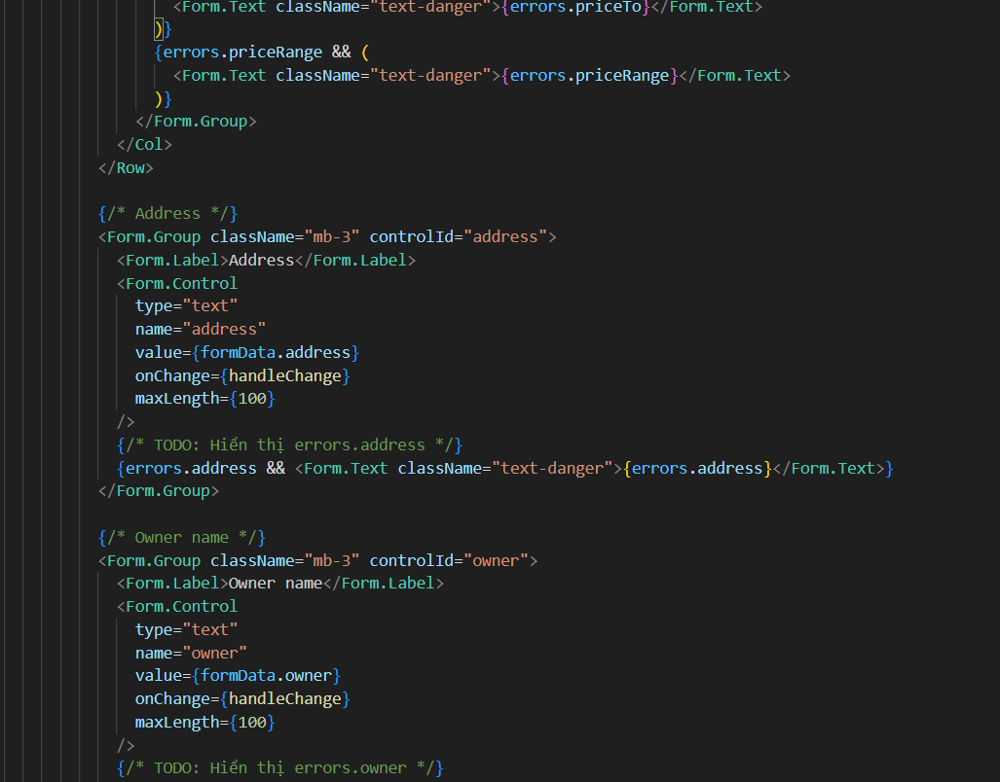 <Form.Text className="text-danger">{errors.priceTo}</Form.Text>
)}
{errors.priceRange && (
<Form.Text className="text-danger">{errors.priceRange}</Form.Text>
)}
</Form.Group>
</Col>
</Row>
{/* Address */}
<Form.Group className="mb-3" controlId="address">
<Form.Label>Address</Form.Label>
<Form.Control
type="text"
name="address"
value={formData.address}
onChange={handleChange}
maxLength={100}
/>
{/* TODO: Hiển thị errors.address */}
{errors.address && <Form.Text className="text-danger">{errors.address}</Form.Text>}
</Form.Group>
{/* Owner name */}
<Form.Group className="mb-3" controlId="owner">
<Form.Label>Owner name</Form.Label>
<Form.Control
type="text"
name="owner"
value={formData.owner}
onChange={handleChange}
maxLength={100}
/>
{/* TODO: Hiển thị errors.owner */}